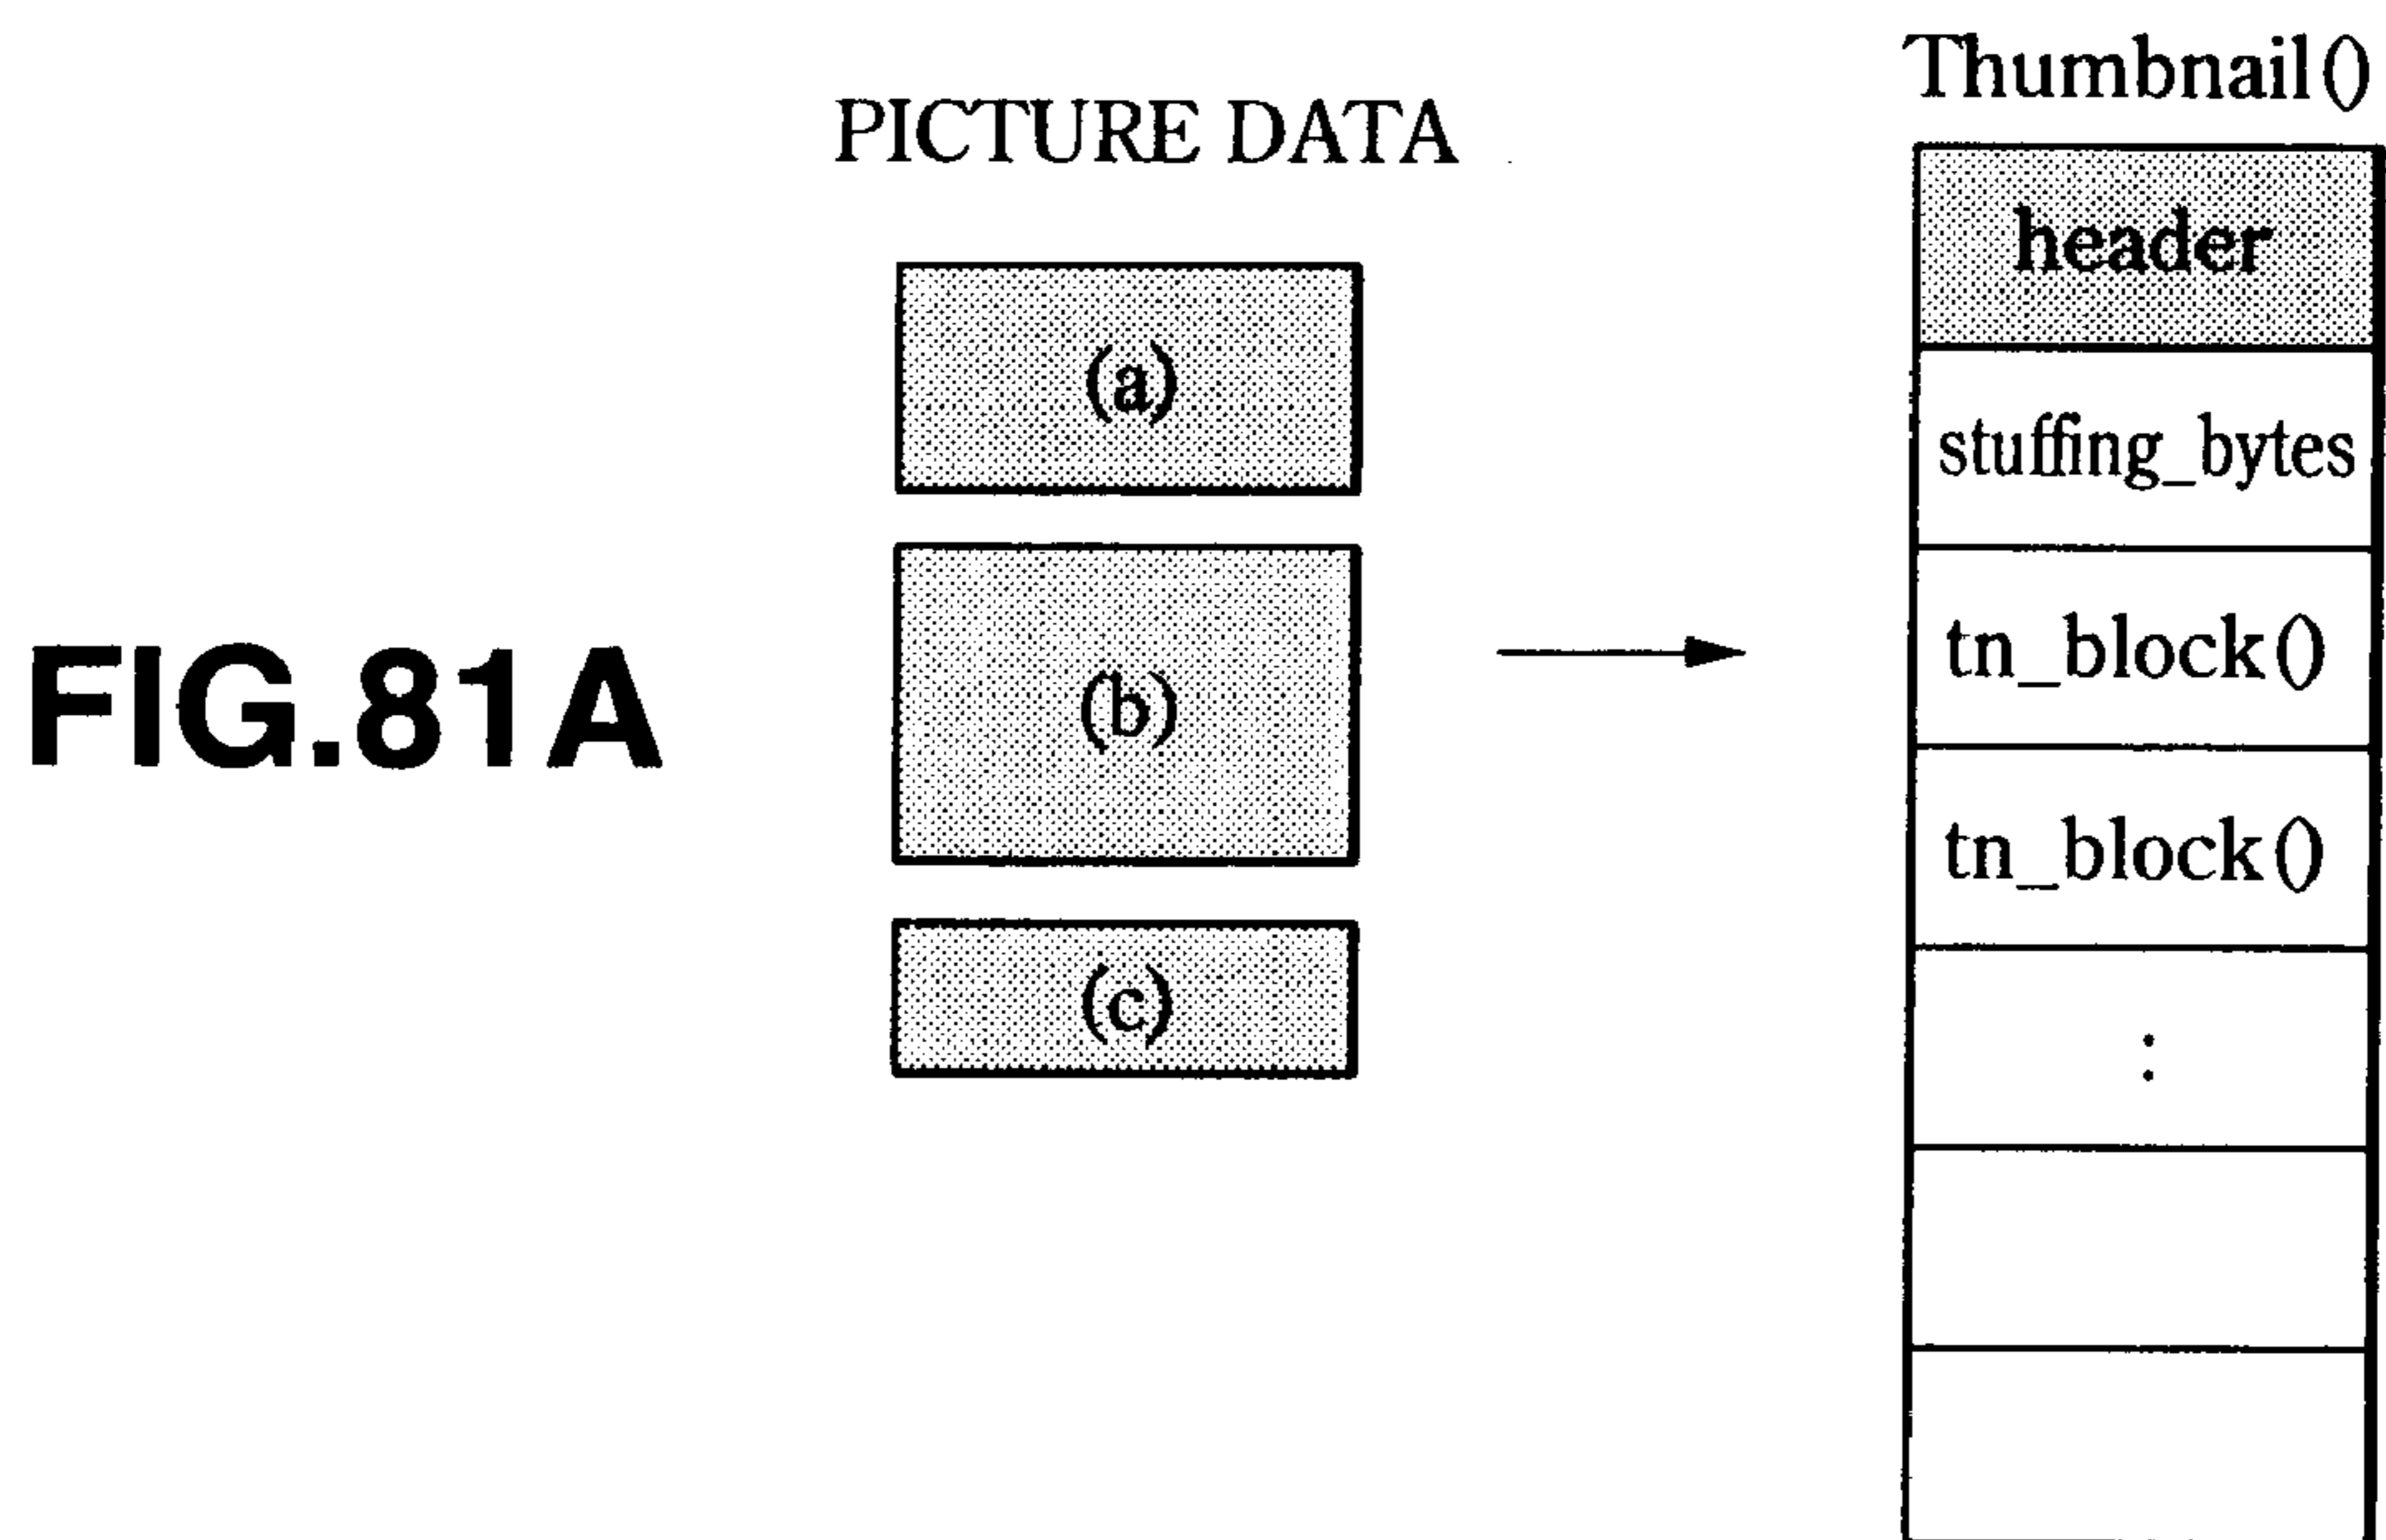 FIG.81A
PICTURE DATA
(a)
(b)
(c)
Thumbnail()
header
stuffing_bytes
tn_block()
tn_block()
: